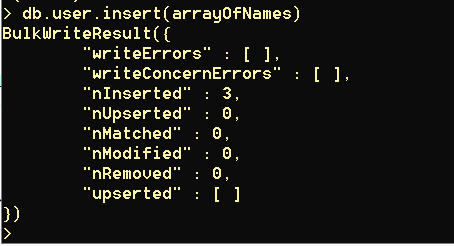 > db.user.insert(arrayOfNames)
BulkWriteResult({
        "writeErrors" : [ ],
        "writeConcernErrors" : [ ],
        "nInserted" : 3,
        "nUpserted" : 0,
        "nMatched" : 0,
        "nModified" : 0,
        "nRemoved" : 0,
        "upserted" : [ ]
})
>